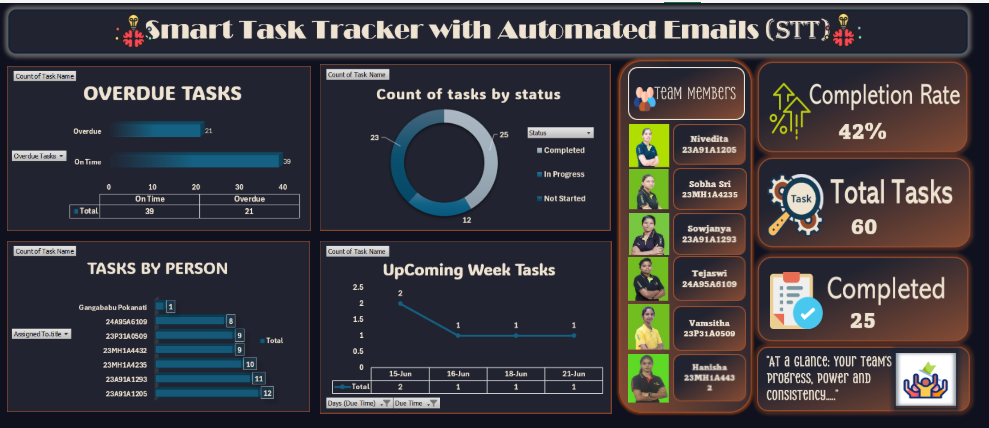 Smart Task Tracker with Automated Emails (STT)
Count of Task Name
OVERDUE TASKS
Overdue Tasks
Overdue
21
On Time
39
0 10 20 30 40
On Time Overdue
Total 39 21
Count of Task Name
Count of tasks by status
23
25
12
Status
Completed
In Progress
Not Started
TEAM MEMBERS
Nivedita
23A91A1205
Sobha Sri
23MH1A4235
Sowjanya
23A91A1293
Tejaswi
24A95A6109
Vamsitha
23P31A0509
Hanisha
23MH1A443
2
Completion Rate
42%
Task
Total Tasks
60
Completed
25
"AT A GLANCE: YOUR TEAM'S
PROGRESS, POWER AND
CONSISTENCY....."
Count of Task Name
TASKS BY PERSON
Assigned To.title
Gangababu Pekanati 1
24A95A6109 8
23P31A0509 9
23MH1A4432 9
23MH1A4235 10
23A91A1293 11
23A91A1205 12
Total
Count of Task Name
UpComing Week Tasks
2.5
2
1.5
1
0.5
0
2 1 1 1
15-Jun 16-Jun 18-Jun 21-Jun
Total 2 1 1 1
Days (Due Time) Due Time